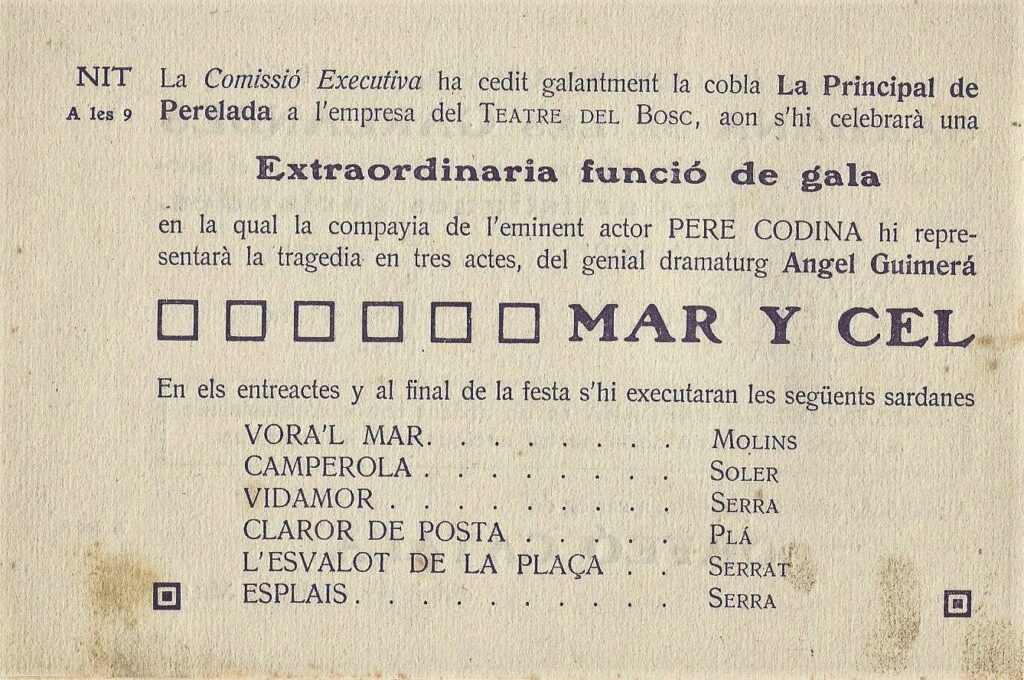 NIT La Comissió Executiva ha cedit galantment la cobla La Principal de
A les 9 Perelada a l'empresa del TEATRE DEL BOSC, aon s'hi celebrarà una
Extraordinaria funció de gala
en la qual la compayia de l'eminent actor PERE CODINA hi repre-
sentarà la tragedia en tres actes, del genial dramaturg Angel Guimerá
□ □ □ □ □ □ MAR Y CEL
En els entreactes y al final de la festa s'hi executaran les següents sardanes
VORA'L MAR. . . . . . . . . MOLINS
CAMPEROLA . . . . . . . . SOLER
VIDAMOR . . . . . . . . . SERRA
CLAROR DE POSTA . . . . . PLÁ
L'ESVALOT DE LA PLAÇA . . SERRAT
ESPLAIS . . . . . . . . . . SERRA